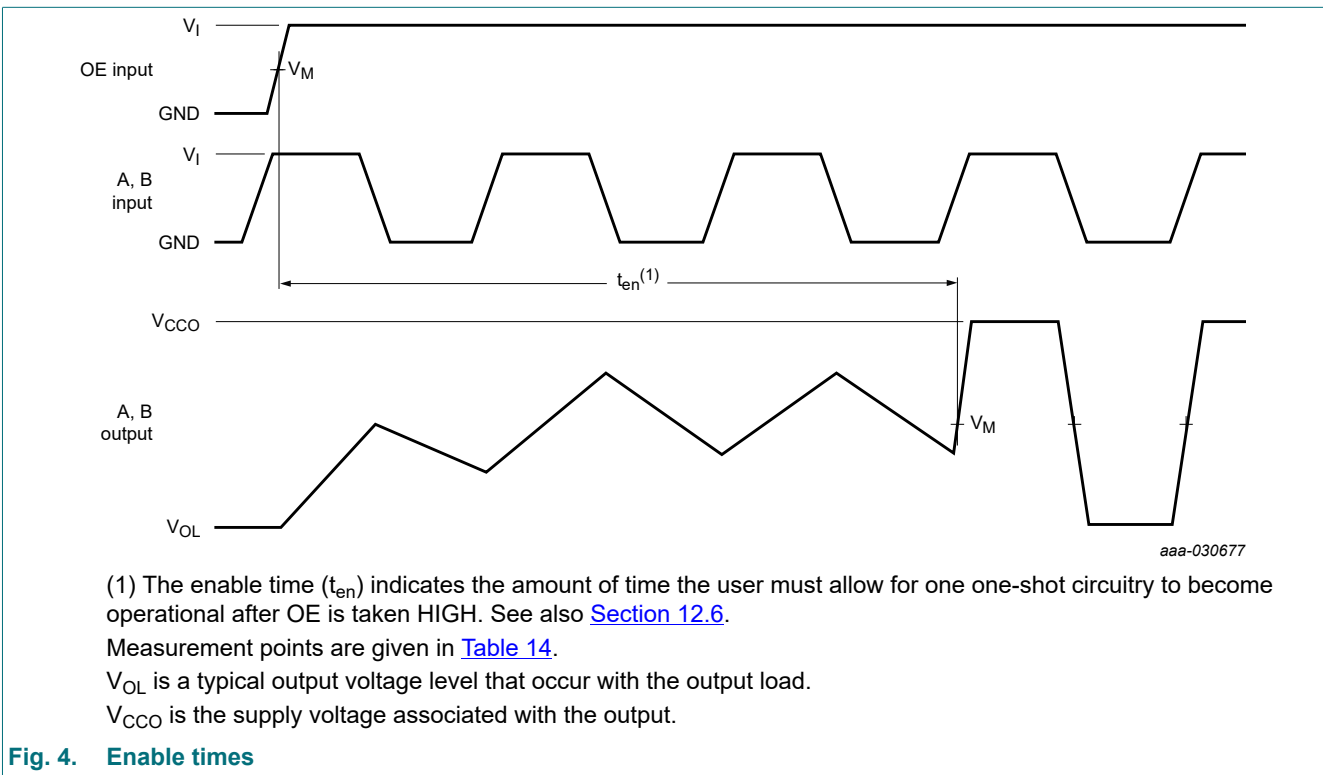 V_I
OE input
V_M
GND
V_I
A, B
input
GND
t_en(1)
V_CCO
A, B
output
V_M
V_OL
aaa-030677
(1) The enable time (t_en) indicates the amount of time the user must allow for one one-shot circuitry to become
operational after OE is taken HIGH. See also Section 12.6.
Measurement points are given in Table 14.
V_OL is a typical output voltage level that occur with the output load.
V_CCO is the supply voltage associated with the output.
Fig. 4. Enable times